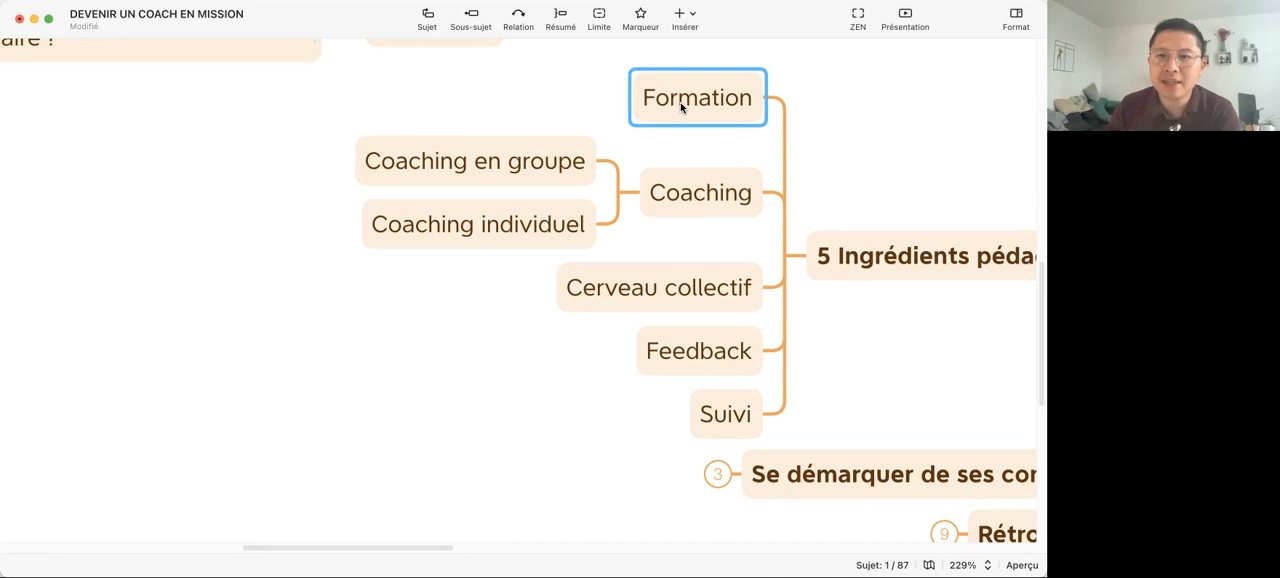 DEVENIR UN COACH EN MISSION
Modifié
Sujet
Sous-sujet
Relation
Résumé
Limite
Marqueur
Insérer
ZEN
Présentation
Format
aire !
Formation
Coaching en groupe
Coaching
Coaching individuel
5 Ingrédients péda
Cerveau collectif
Feedback
Suivi
3 Se démarquer de ses con
9 Rétro
Sujet: 1 / 87
229%
Aperçu